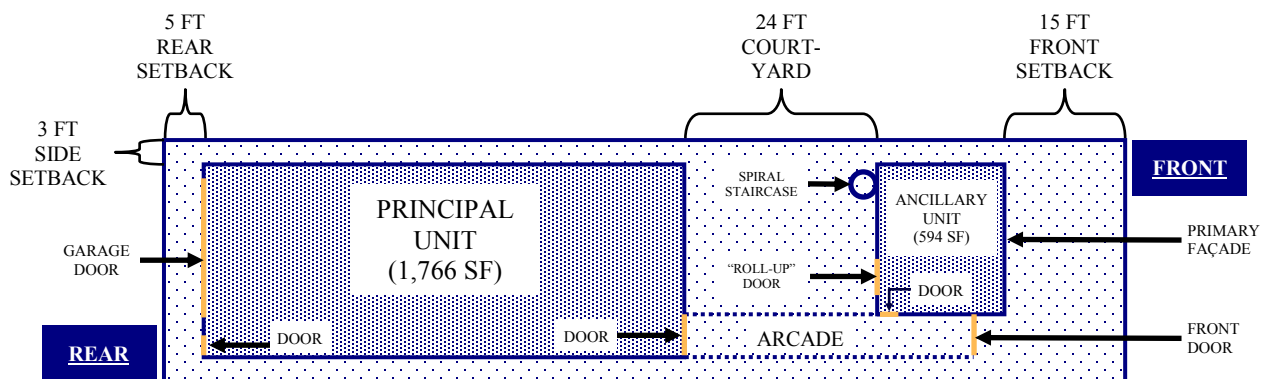 5 FT
REAR
SETBACK
24 FT
COURT-
YARD
15 FT
FRONT
SETBACK
3 FT
SIDE
SETBACK
FRONT
SPIRAL
STAIRCASE
ANCILLARY
UNIT
(594 SF)
PRINCIPAL
UNIT
(1,766 SF)
PRIMARY
FAÇADE
GARAGE
DOOR
“ROLL-UP”
DOOR
DOOR
REAR
DOOR
DOOR
ARCADE
FRONT
DOOR